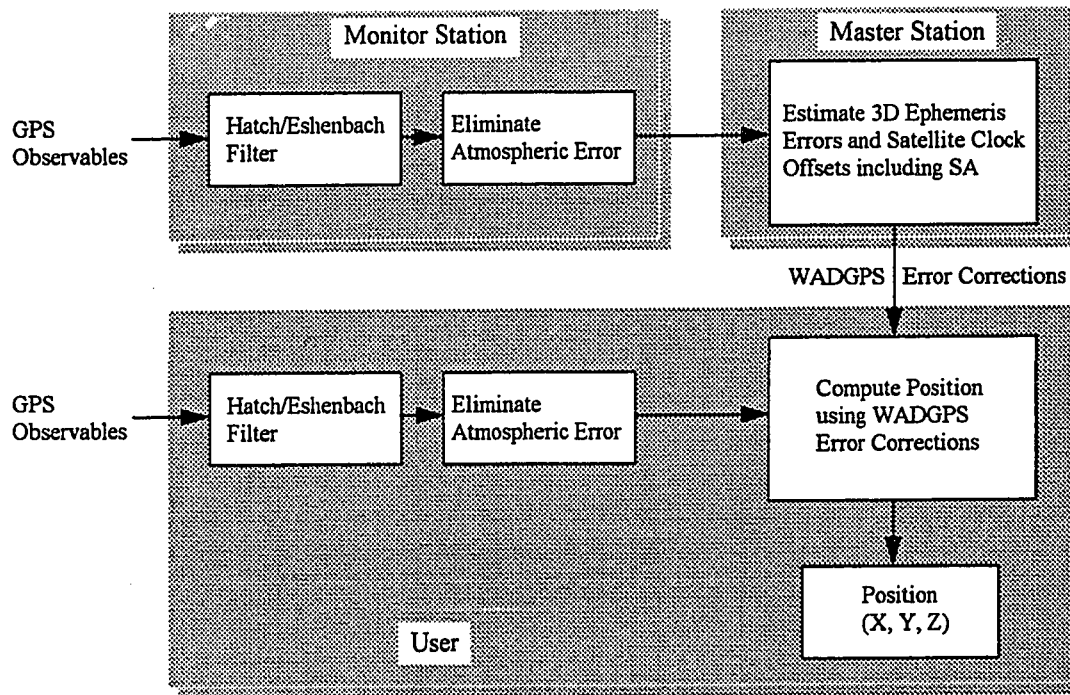 Monitor Station
Master Station
GPS
Observables
Hatch/Eshenbach
Filter
Eliminate
Atmospheric Error
Estimate 3D Ephemeris
Errors and Satellite Clock
Offsets including SA
WADGPS Error Corrections
GPS
Observables
Hatch/Eshenbach
Filter
Eliminate
Atmospheric Error
Compute Position
using WADGPS
Error Corrections
Position
(X, Y, Z)
User